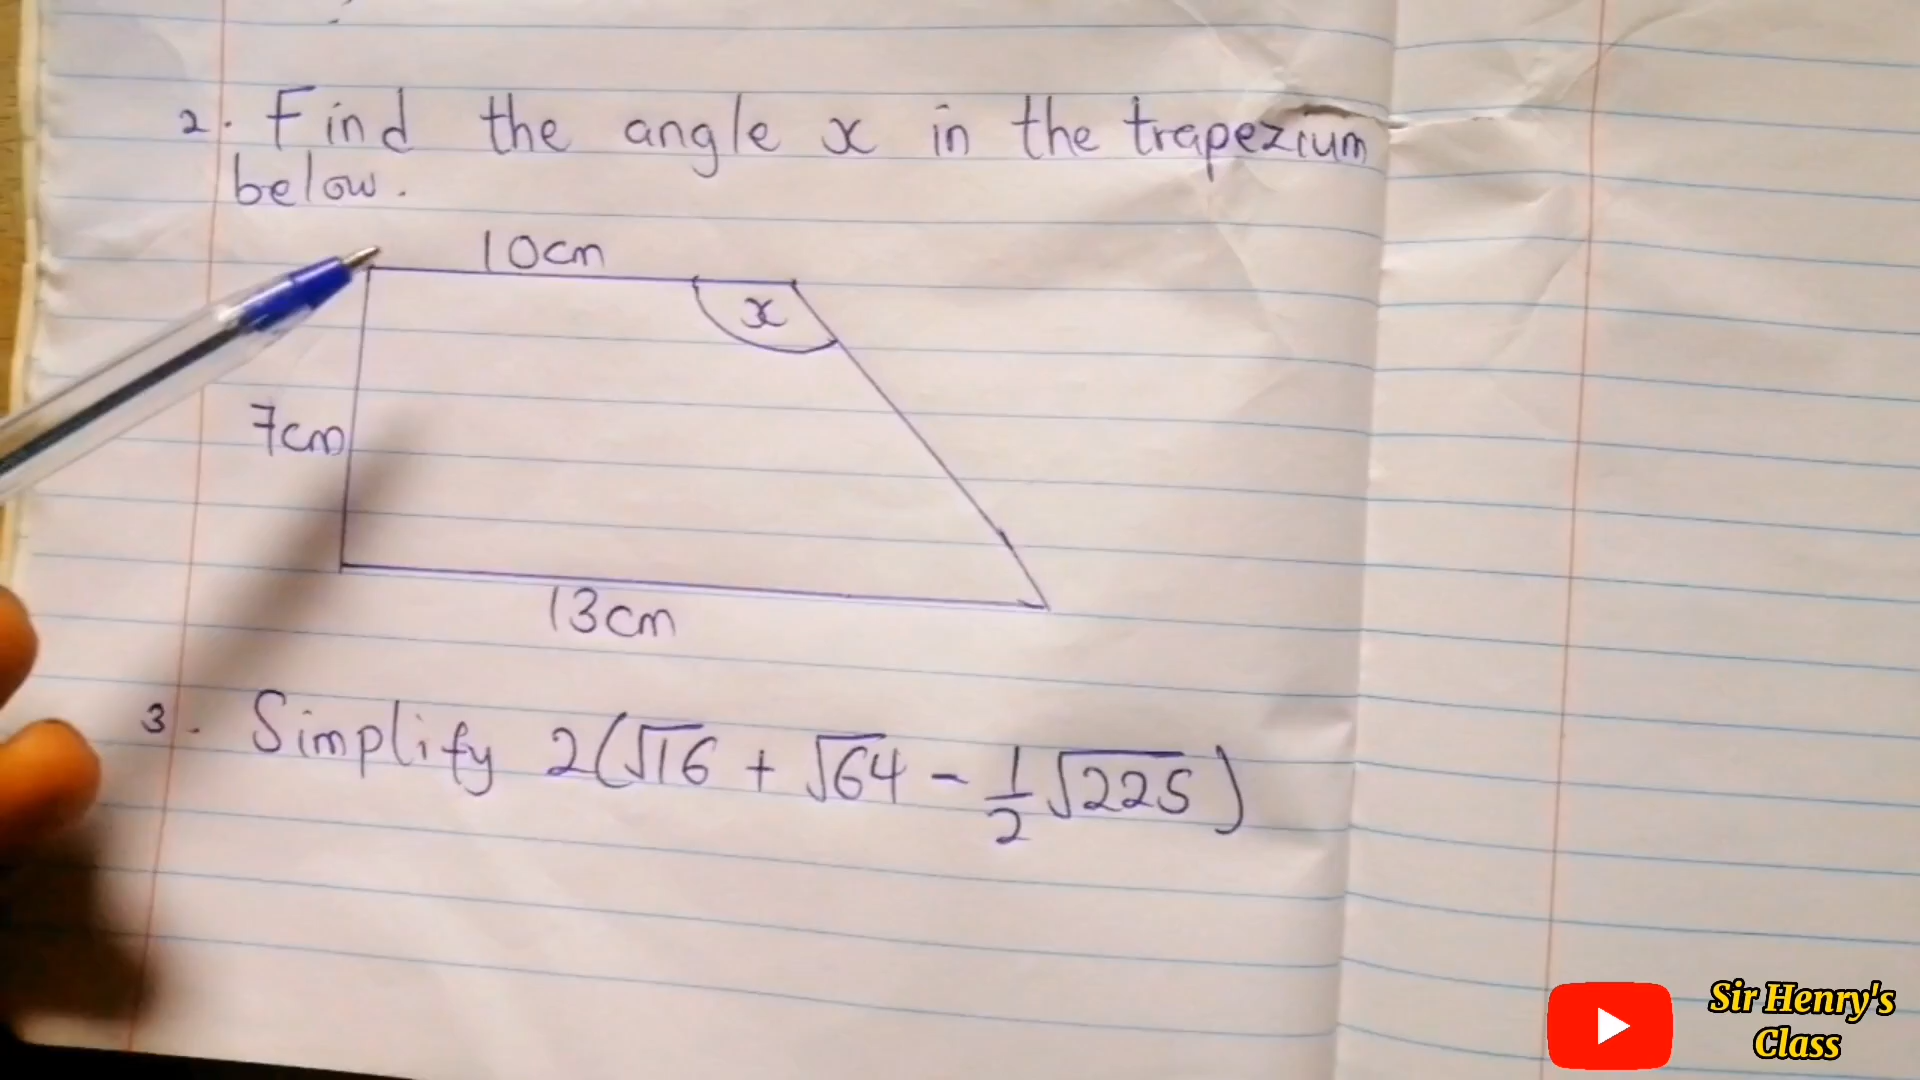 2. Find the angle x in the trapezium
below.
10cm
x
7cm
13cm
3. Simplify 2(√16 + √64 - 1/2 √225)
Sir Henry's
Class